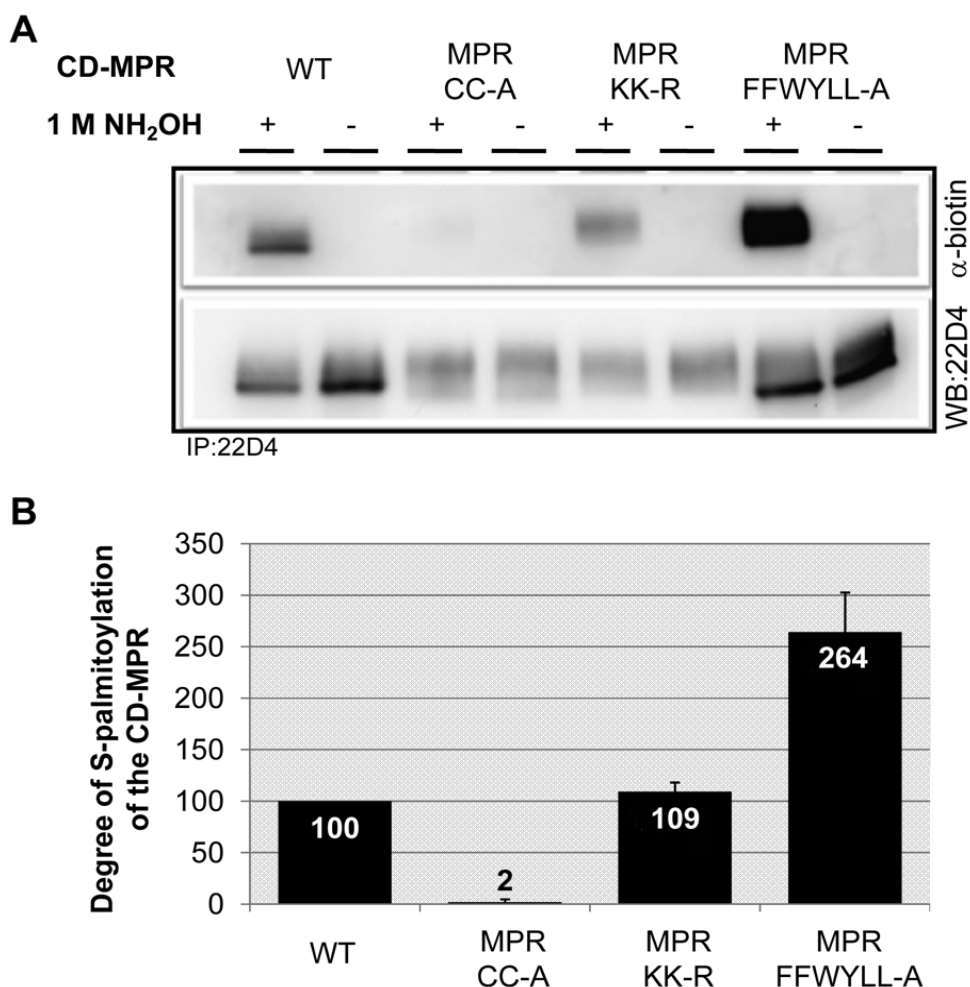 A
CD-MPR WT MPR CC-A MPR KK-R MPR FFWYLL-A
1 M NH₂OH + - + - + - + -
α-biotin
WB:22D4
IP:22D4
B
Degree of S-palmitoylation
of the CD-MPR
350
300
250
200
150
100
50
0
100
2
109
264
WT MPR CC-A MPR KK-R MPR FFWYLL-A